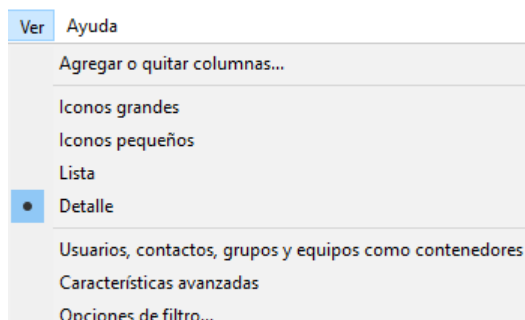 Ver Ayuda
Agregar o quitar columnas...
Iconos grandes
Iconos pequeños
Lista
Detalle
Usuarios, contactos, grupos y equipos como contenedores
Características avanzadas
Opciones de filtro...